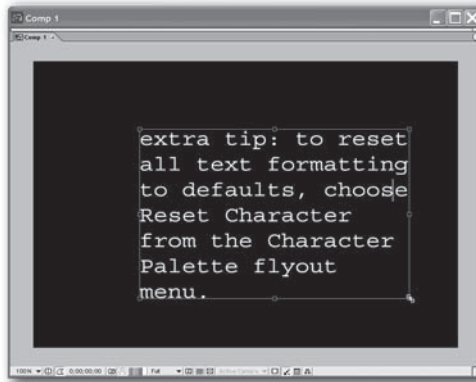 Comp 1
Comp 1
extra tip: to reset
all text formatting
to defaults, choose
Reset Character
from the Character
Palette flyout
menu.
100% 0;00;00;00 Full Active Camera